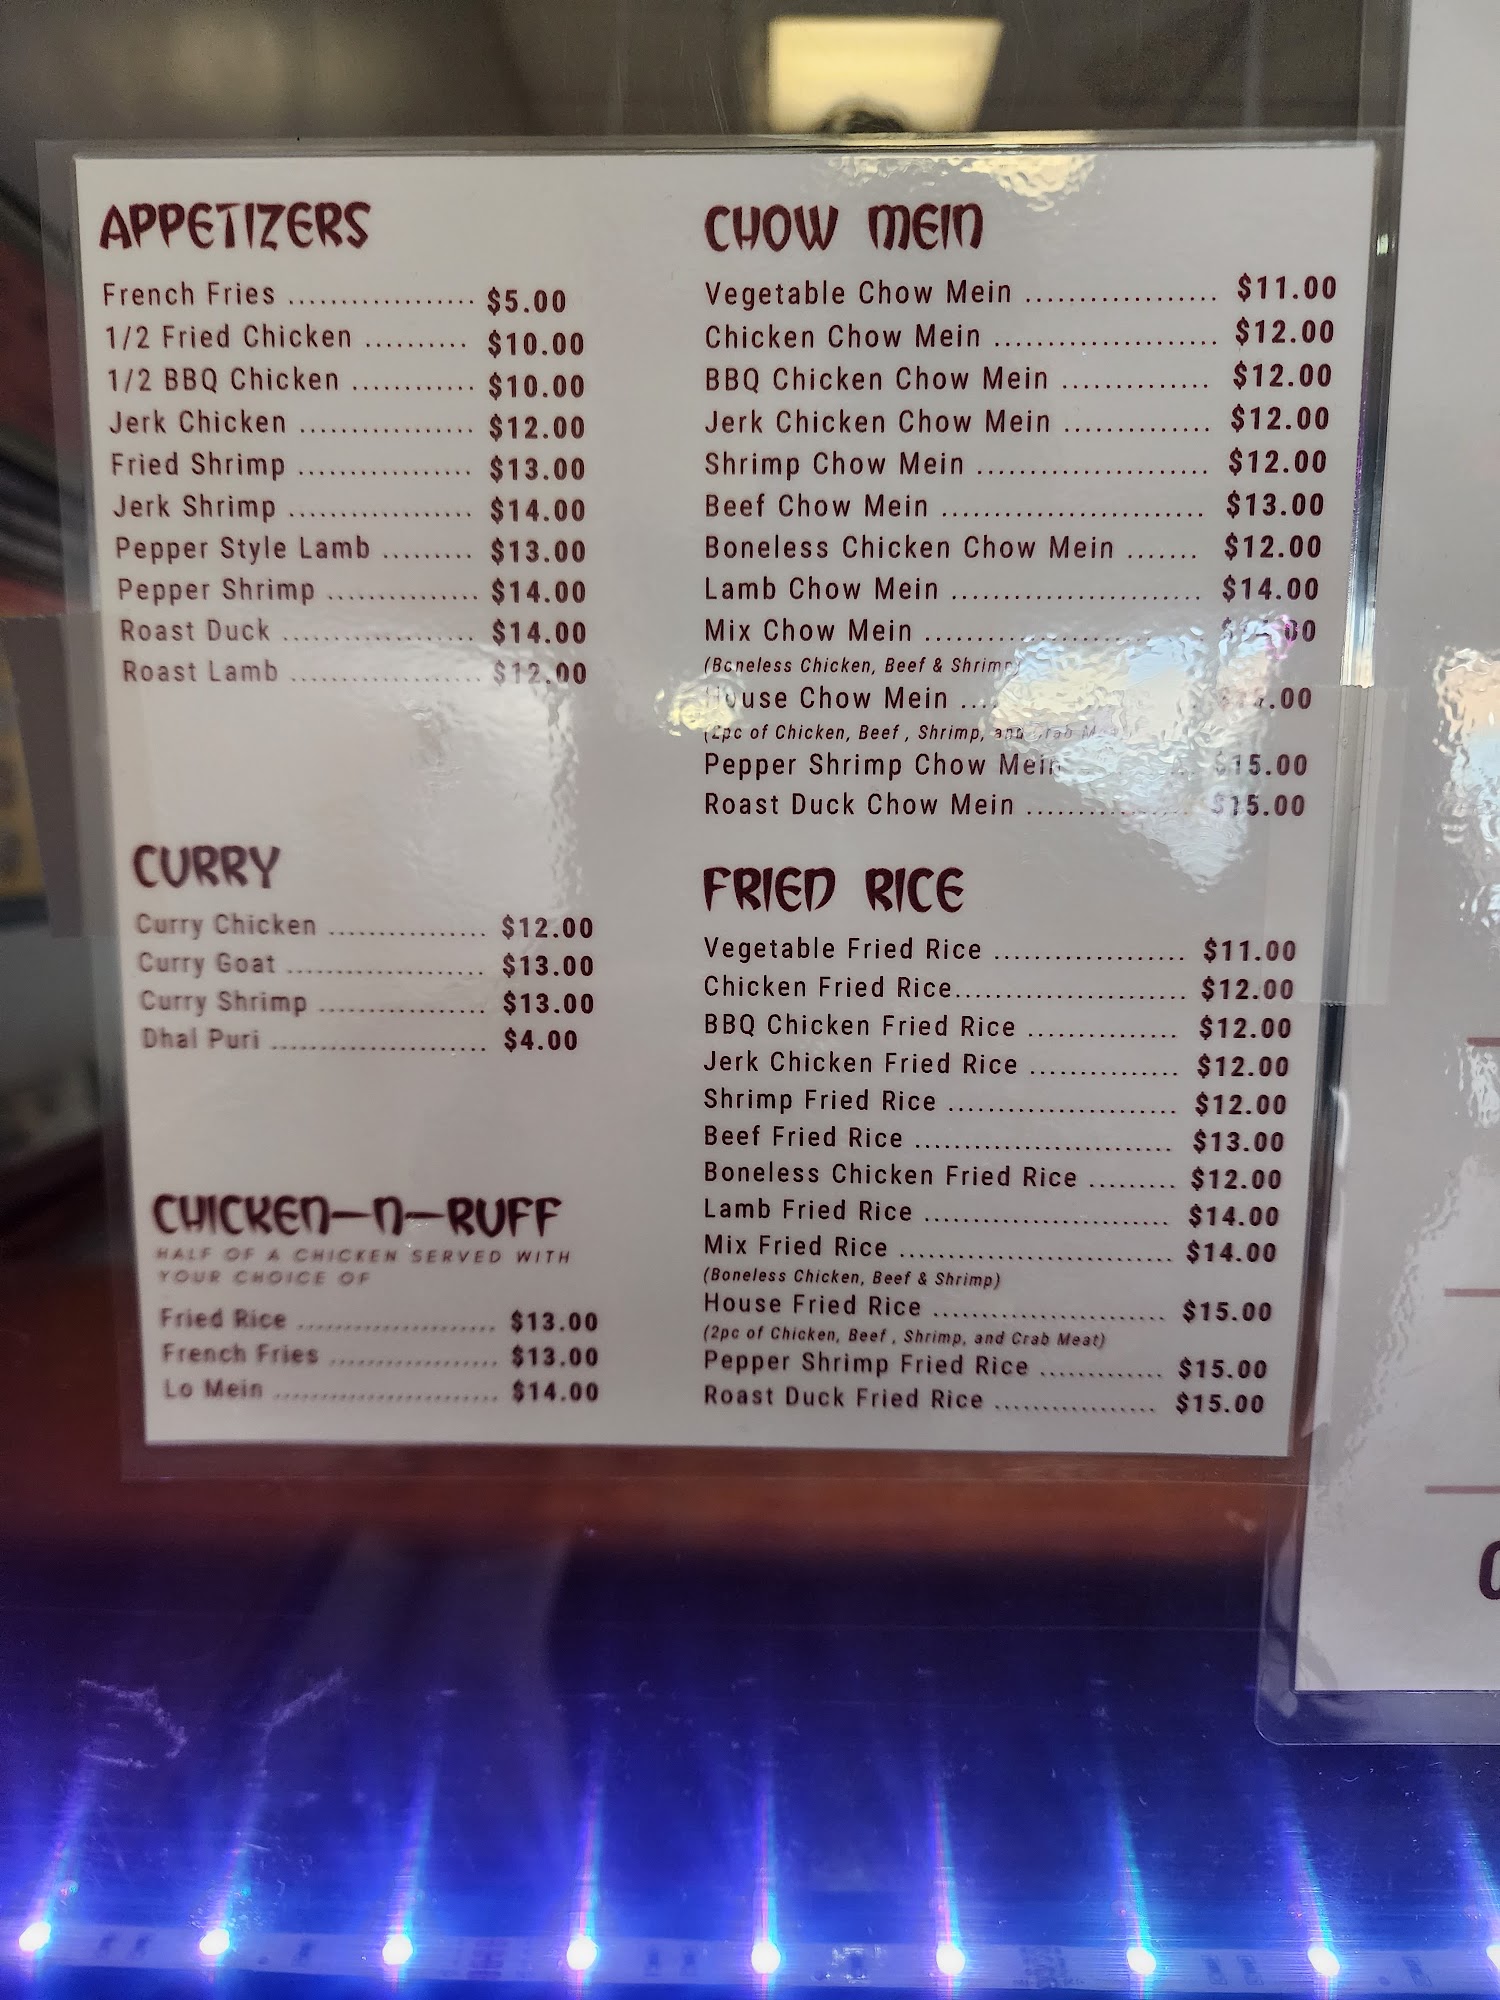 APPETIZERS
French Fries .................. $5.00
1/2 Fried Chicken .......... $10.00
1/2 BBQ Chicken ............ $10.00
Jerk Chicken ................. $12.00
Fried Shrimp ................. $13.00
Jerk Shrimp .................. $14.00
Pepper Style Lamb ......... $13.00
Pepper Shrimp ............... $14.00
Roast Duck .................... $14.00
Roast Lamb .................... $12.00
CURRY
Curry Chicken ................ $12.00
Curry Goat .................... $13.00
Curry Shrimp ................. $13.00
Dhal Puri ...................... $4.00
CHICKEN-N-RUFF
HALF OF A CHICKEN SERVED WITH
YOUR CHOICE OF
Fried Rice ....................... $13.00
French Fries ................... $13.00
Lo Mein ......................... $14.00
CHOW MEIN
Vegetable Chow Mein .................. $11.00
Chicken Chow Mein ..................... $12.00
BBQ Chicken Chow Mein .............. $12.00
Jerk Chicken Chow Mein .............. $12.00
Shrimp Chow Mein ...................... $12.00
Beef Chow Mein ......................... $13.00
Boneless Chicken Chow Mein ....... $12.00
Lamb Chow Mein ........................ $14.00
Mix Chow Mein ........................
(Boneless Chicken, Beef & Shrimp)
House Chow Mein ...
(2pc of Chicken, Beef , Shrimp, and Crab Meat)
Pepper Shrimp Chow Mein $15.00
Roast Duck Chow Mein ................ $15.00
FRIED RICE
Vegetable Fried Rice ................... $11.00
Chicken Fried Rice....................... $12.00
BBQ Chicken Fried Rice ............... $12.00
Jerk Chicken Fried Rice ............... $12.00
Shrimp Fried Rice ....................... $12.00
Beef Fried Rice .......................... $13.00
Boneless Chicken Fried Rice ......... $12.00
Lamb Fried Rice ......................... $14.00
Mix Fried Rice ............................ $14.00
(Boneless Chicken, Beef & Shrimp)
House Fried Rice ........................ $15.00
(2pc of Chicken, Beef , Shrimp, and Crab Meat)
Pepper Shrimp Fried Rice ............. $15.00
Roast Duck Fried Rice ................. $15.00